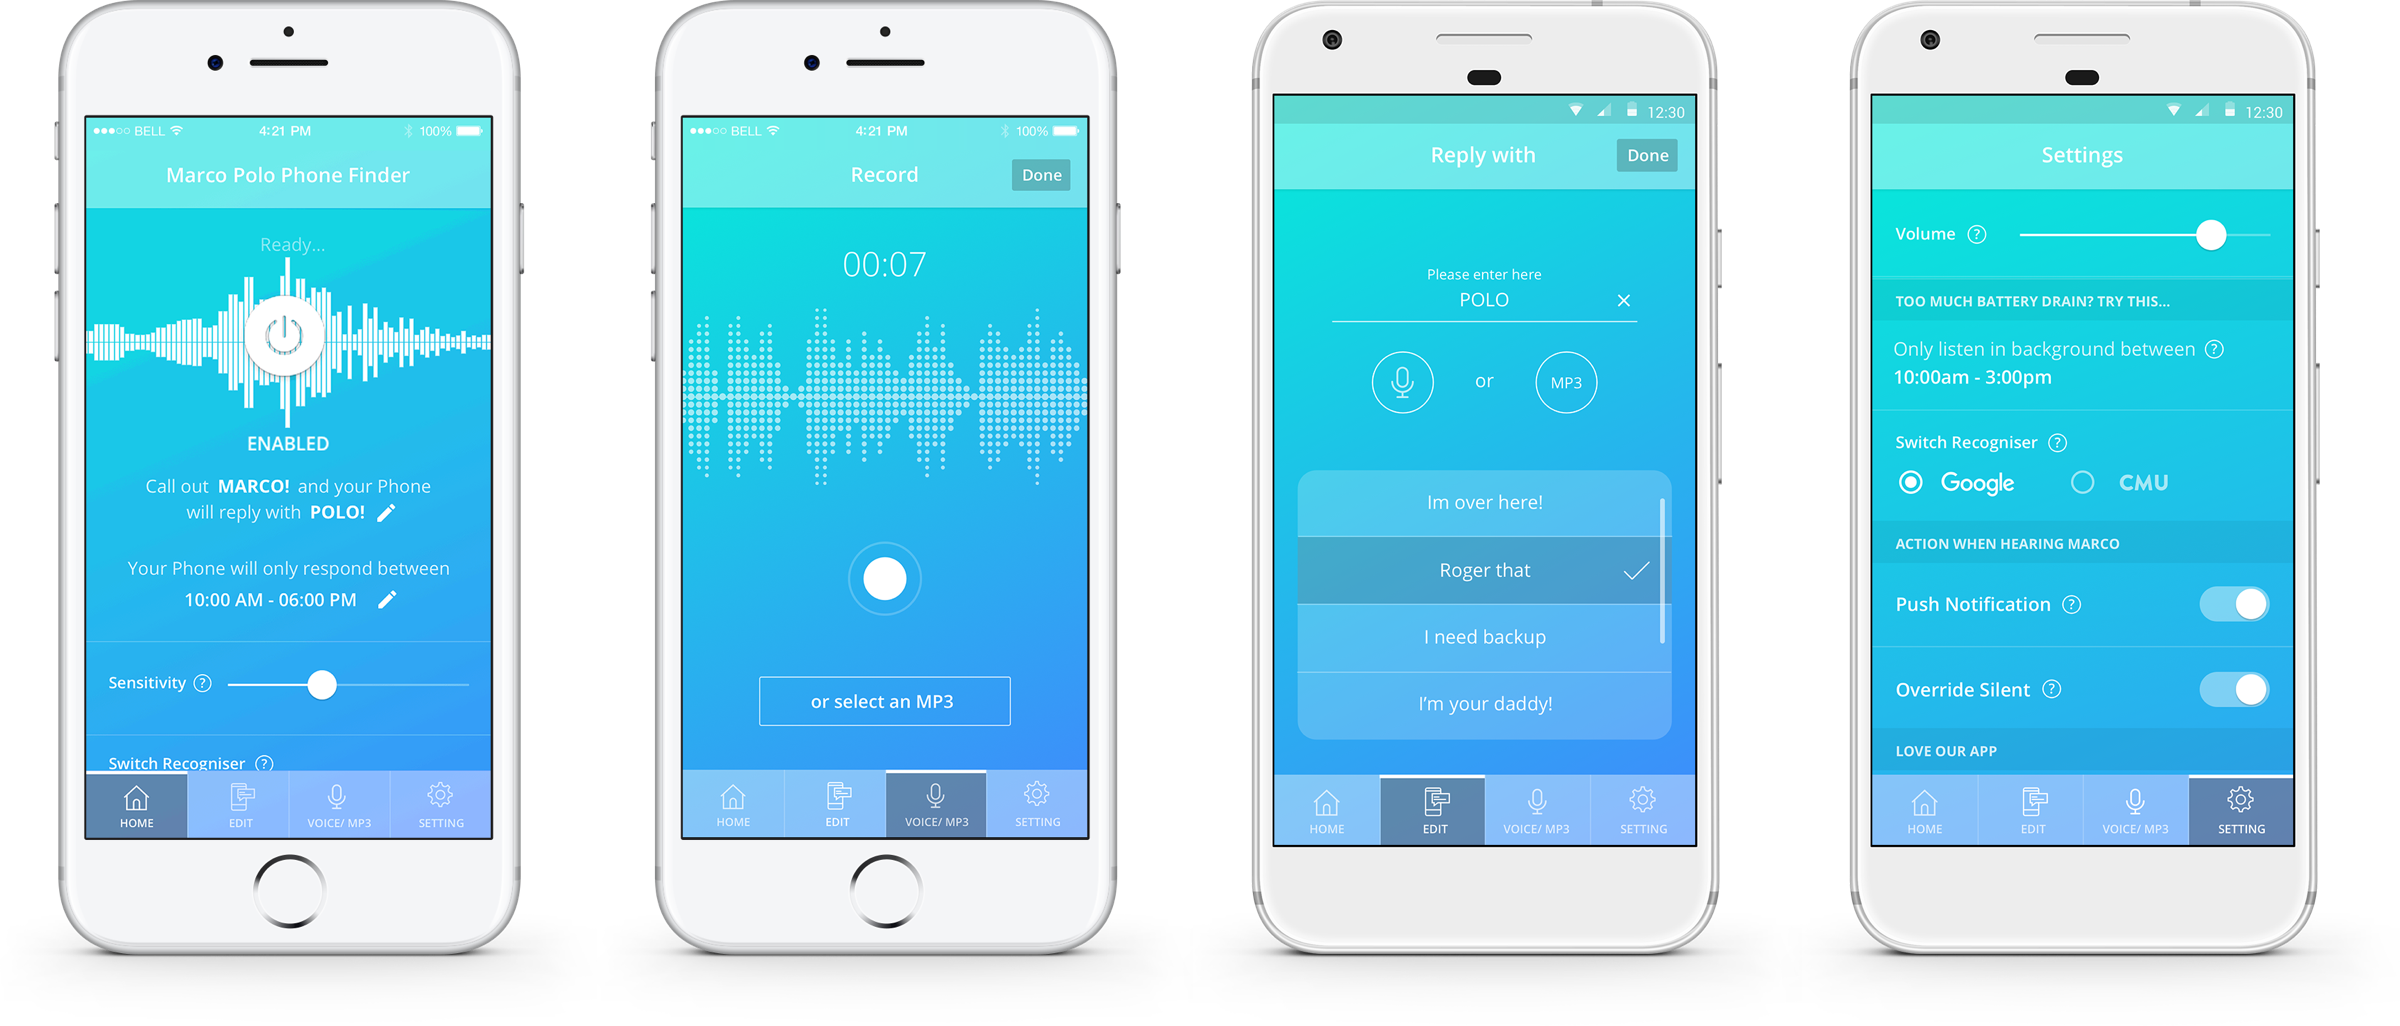 BELL 4:21 PM 100%
Marco Polo Phone Finder
Ready...
ENABLED
Call out MARCO! and your Phone
will reply with POLO!
Your Phone will only respond between
10:00 AM - 06:00 PM
Sensitivity ?
Switch Recogniser ?
HOME EDIT VOICE/ MP3 SETTING
BELL 4:21 PM 100%
Record Done
00:07
or select an MP3
HOME EDIT VOICE/ MP3 SETTING
12:30
Reply with Done
Please enter here
POLO
or MP3
Im over here!
Roger that
I need backup
I'm your daddy!
HOME EDIT VOICE/ MP3 SETTING
12:30
Settings
Volume ?
TOO MUCH BATTERY DRAIN? TRY THIS...
Only listen in background between ?
10:00am - 3:00pm
Switch Recogniser ?
Google CMU
ACTION WHEN HEARING MARCO
Push Notification ?
Override Silent ?
LOVE OUR APP
HOME EDIT VOICE/ MP3 SETTING